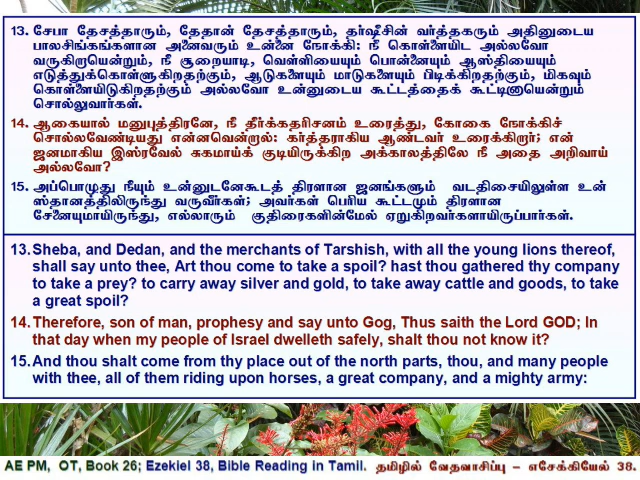 13. சேபா தேசத்தாரும், தேதான் தேசத்தாரும், தர்ஷீசின் வர்த்தகரும் அதினுடைய
பாலசிங்கங்களான அனைவரும் உன்னை நோக்கி: நீ கொள்ளையிட அல்லவோ
வருகிறாயென்றும், நீ சூறையாடி, வெள்ளியையும் பொன்னையும் ஆஸ்தியையும்
எடுத்துக்கொள்ளுகிறதற்கும், ஆடுகளையும் மாடுகளையும் பிடிக்கிறதற்கும், மிகவும்
கொள்ளையிடுகிறதற்கும் அல்லவோ உன்னுடைய கூட்டத்தைக் கூட்டினாயென்றும்
சொல்லுவார்கள்.
14. ஆகையால் மனுபுத்திரனே, நீ தீர்க்கதரிசனம் உரைத்து, கோகை நோக்கிச்
சொல்லவேண்டியது என்னவென்றால்: கர்த்தராகிய ஆண்டவர் உரைக்கிறார்; என்
ஜனமாகிய இஸ்ரவேல் சுகமாய்க் குடியிருக்கிற அக்காலத்திலே நீ அதை அறிவாய்
அல்லவோ?
15. அப்பொழுது நீயும் உன்னுடனேகூடத் திரளான ஜனங்களும் வடதிசையிலுள்ள உன்
ஸ்தானத்திலிருந்து வருவீர்கள்; அவர்கள் பெரிய கூட்டமும் திரளான
சேனையுமாயிருந்து, எல்லாரும் குதிரைகளின்மேல் ஏறுகிறவர்களாயிருப்பார்கள்.
13. Sheba, and Dedan, and the merchants of Tarshish, with all the young lions thereof,
shall say unto thee, Art thou come to take a spoil? hast thou gathered thy company
to take a prey? to carry away silver and gold, to take away cattle and goods, to take
a great spoil?
14. Therefore, son of man, prophesy and say unto Gog, Thus saith the Lord GOD; In
that day when my people of Israel dwelleth safely, shalt thou not know it?
15. And thou shalt come from thy place out of the north parts, thou, and many people
with thee, all of them riding upon horses, a great company, and a mighty army:
AE PM, OT, Book 26; Ezekiel 38, Bible Reading in Tamil. தமிழில் வேதவாசிப்பு – எசேக்கியேல் 38.